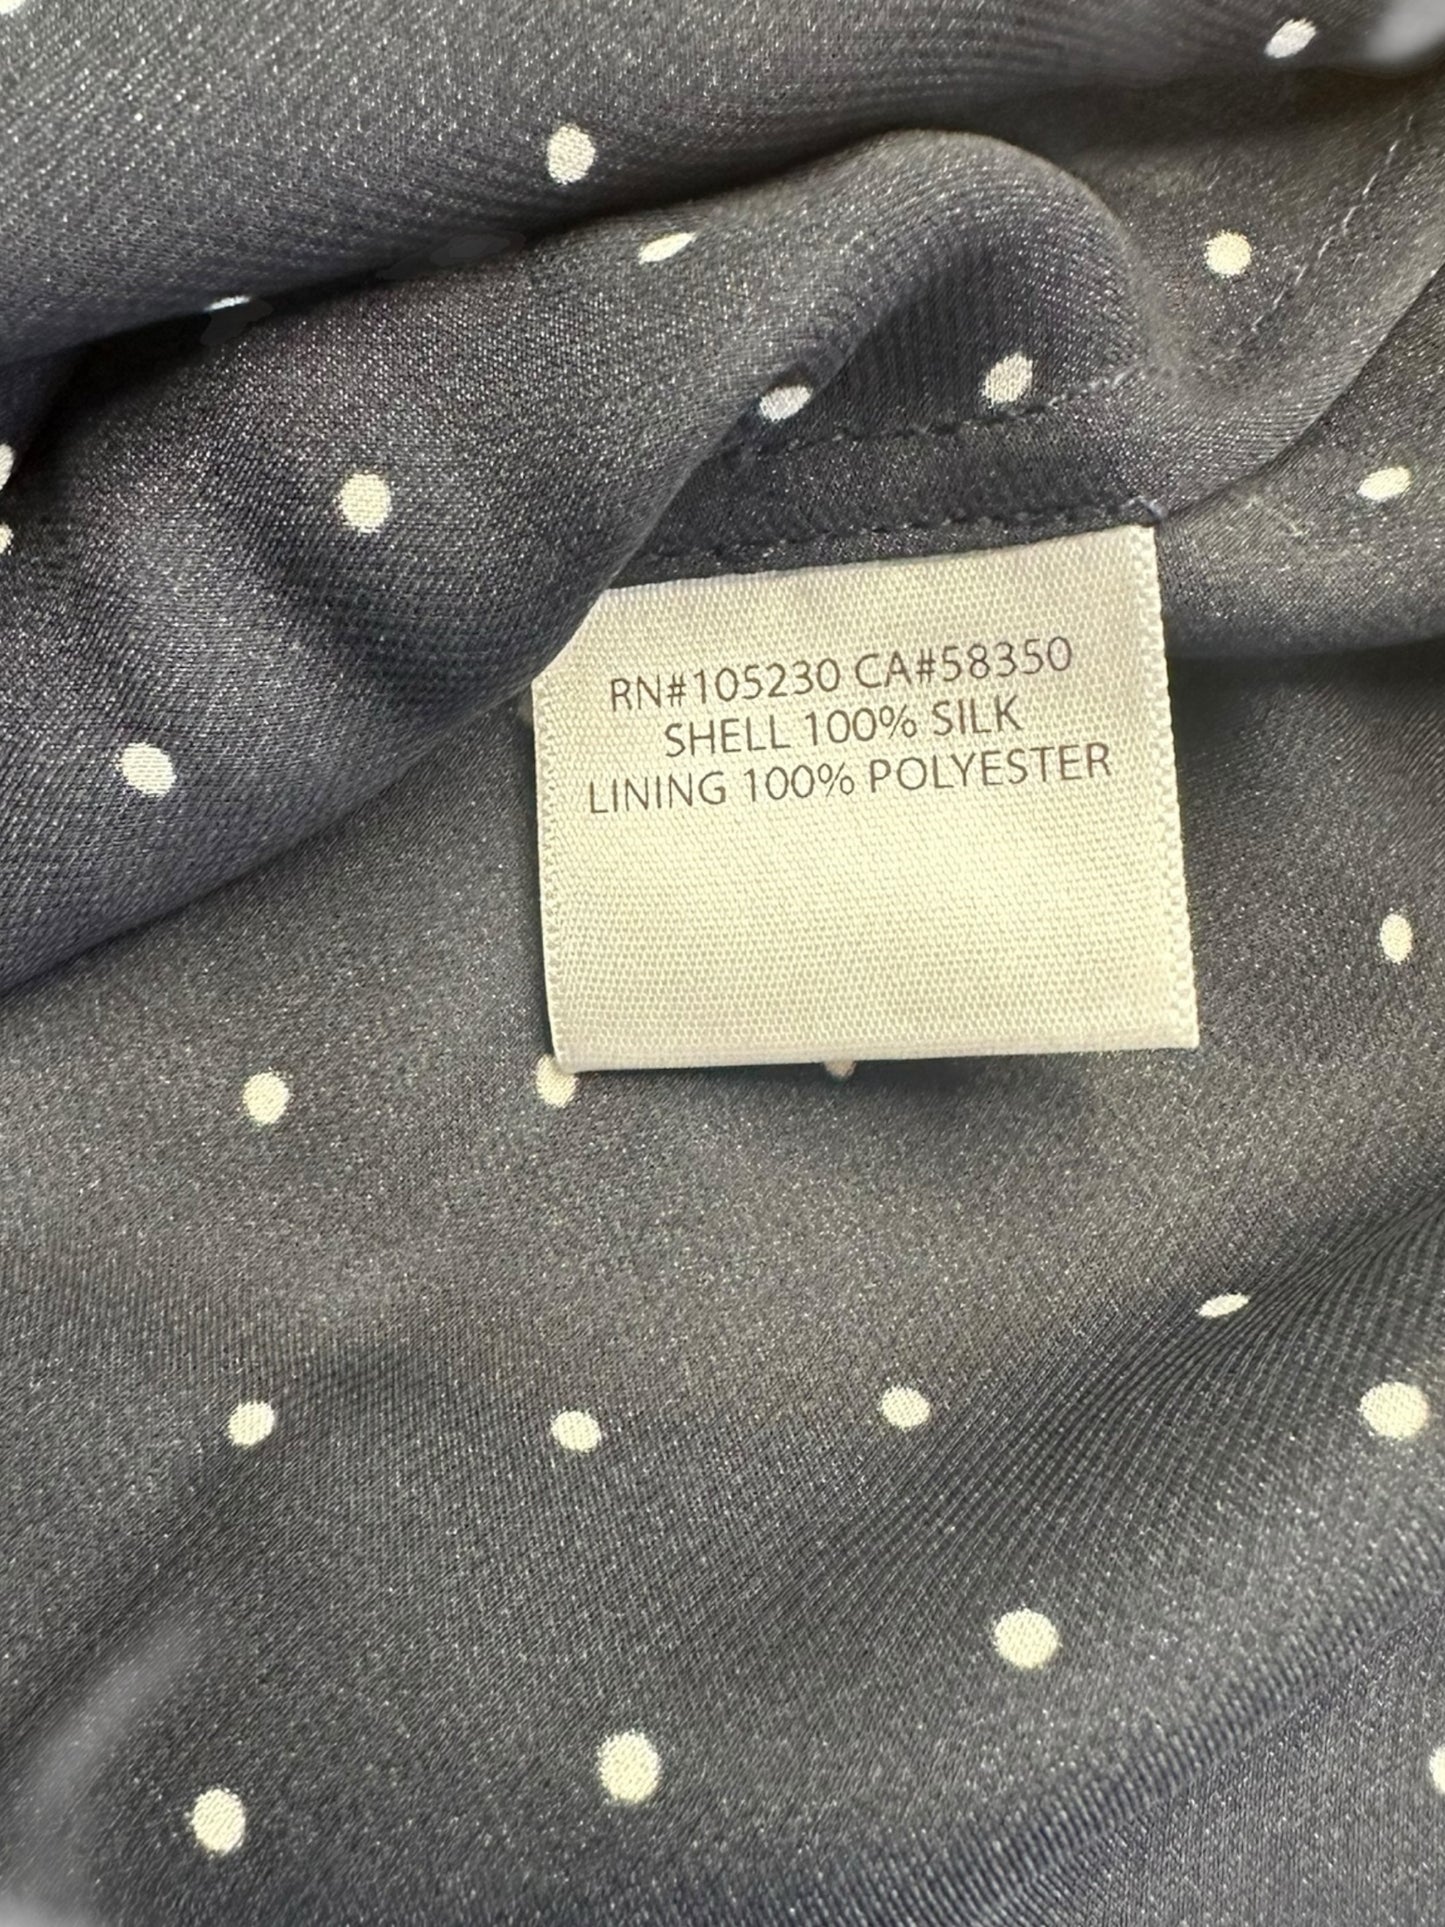 RN#105230 CA#58350
SHELL 100% SILK
LINING 100% POLYESTER